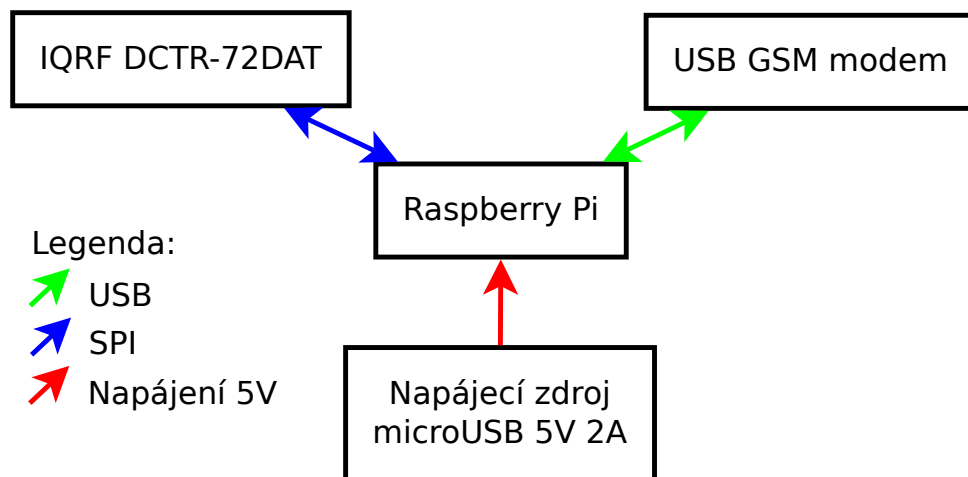 IQRF DCTR-72DAT
USB GSM modem
Raspberry Pi
Legenda:
USB
SPI
Napájení 5V
Napájecí zdroj
microUSB 5V 2A